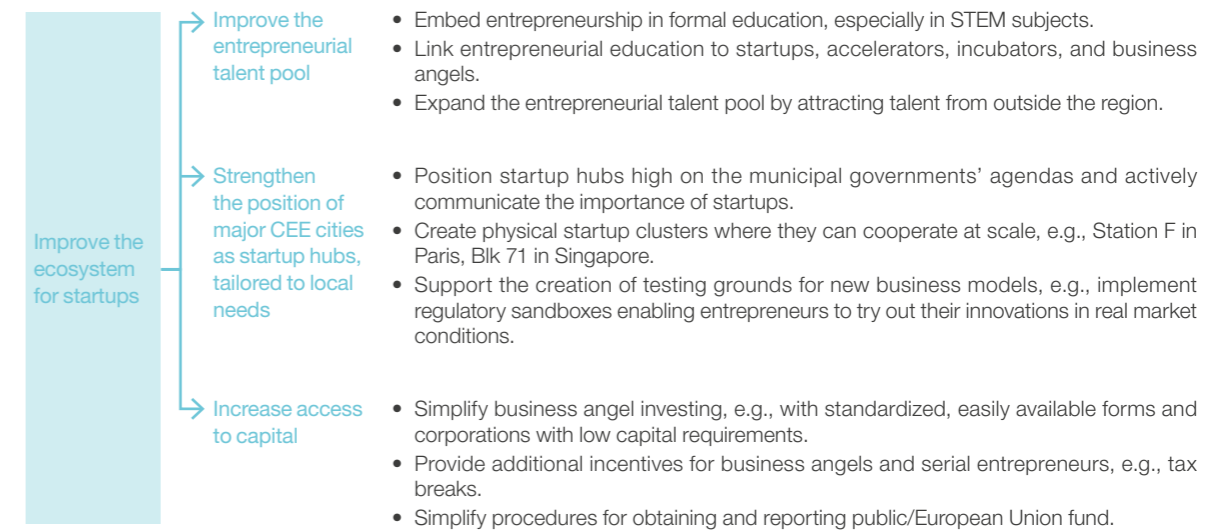 Improve the
ecosystem
for startups
Improve the
entrepreneurial
talent pool
• Embed entrepreneurship in formal education, especially in STEM subjects.
• Link entrepreneurial education to startups, accelerators, incubators, and business
angels.
• Expand the entrepreneurial talent pool by attracting talent from outside the region.
Strengthen
the position of
major CEE cities
as startup hubs,
tailored to local
needs
• Position startup hubs high on the municipal governments’ agendas and actively
communicate the importance of startups.
• Create physical startup clusters where they can cooperate at scale, e.g., Station F in
Paris, Blk 71 in Singapore.
• Support the creation of testing grounds for new business models, e.g., implement
regulatory sandboxes enabling entrepreneurs to try out their innovations in real market
conditions.
Increase access
to capital
• Simplify business angel investing, e.g., with standardized, easily available forms and
corporations with low capital requirements.
• Provide additional incentives for business angels and serial entrepreneurs, e.g., tax
breaks.
• Simplify procedures for obtaining and reporting public/European Union fund.